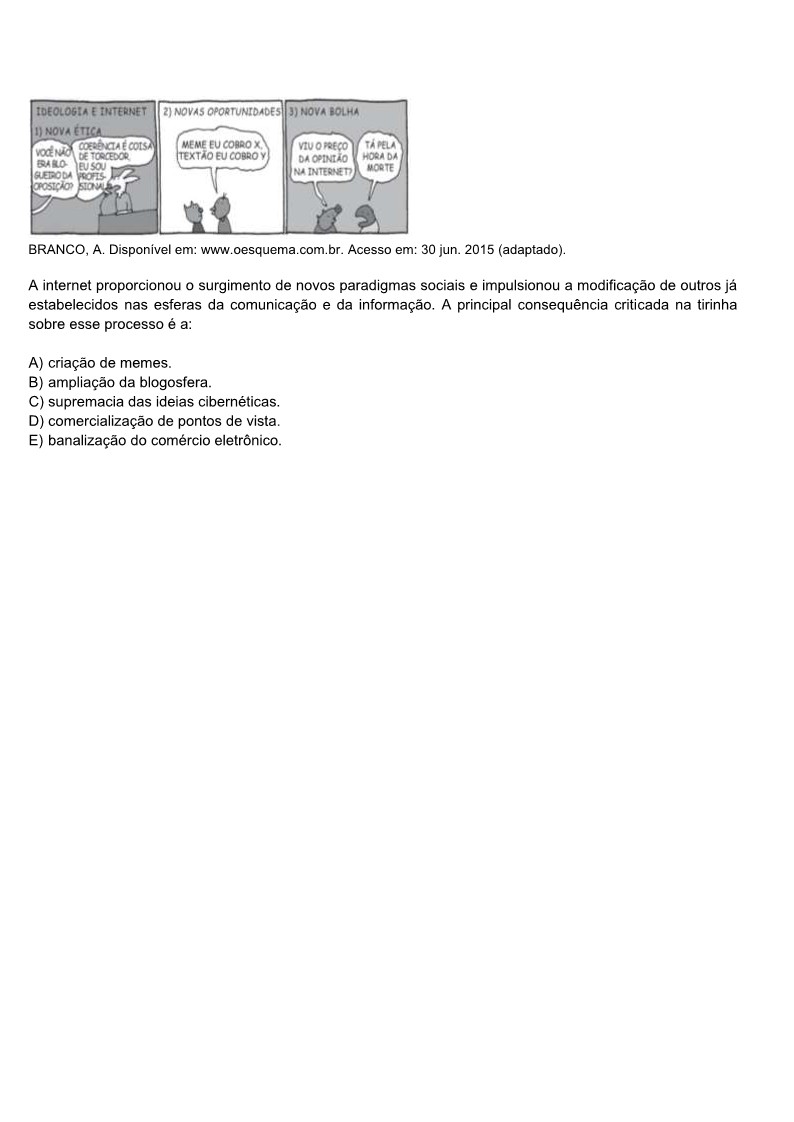 IDEOLOGIA E INTERNET
1) NOVA ÉTICA
VOCÊ NÃO
ERA BLO-
GUEIRO DA
OPOSIÇÃO?
COERÊNCIA É COISA
DE TORCEDOR,
EU SOU
PROFIS-
SIONAL
2) NOVAS OPORTUNIDADES
MEME EU COBRO X,
TEXTÃO EU COBRO Y
3) NOVA BOLHA
VIU O PREÇO
DA OPINIÃO
NA INTERNET?
TÁ PELA
HORA DA
MORTE
BRANCO, A. Disponível em: www.oesquema.com.br. Acesso em: 30 jun. 2015 (adaptado).
A internet proporcionou o surgimento de novos paradigmas sociais e impulsionou a modificação de outros já
estabelecidos nas esferas da comunicação e da informação. A principal consequência criticada na tirinha
sobre esse processo é a:
A) criação de memes.
B) ampliação da blogosfera.
C) supremacia das ideias cibernéticas.
D) comercialização de pontos de vista.
E) banalização do comércio eletrônico.